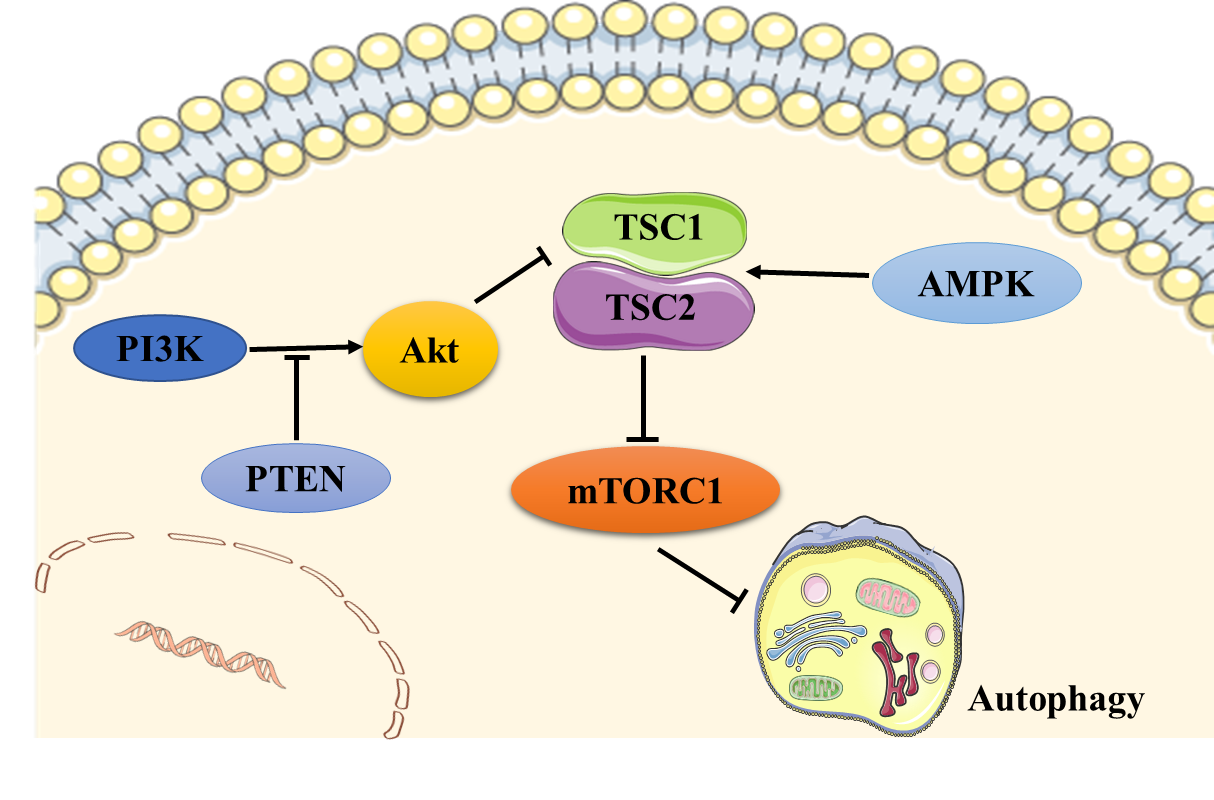 TSC1
TSC2
AMPK
PI3K
Akt
PTEN
mTORC1
Autophagy